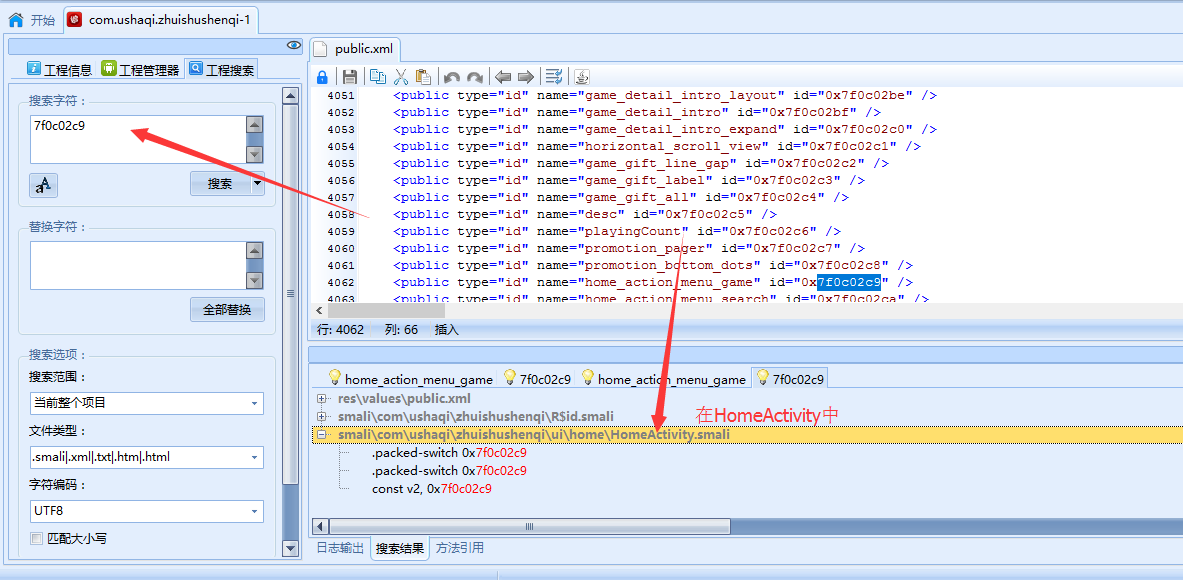 开始
com.ushaqi.zhuishushenqi-1
工程信息
工程管理器
工程搜索
搜索字符：
7f0c02c9
aA
搜索
替换字符：
全部替换
搜索选项：
搜索范围：
当前整个项目
文件类型：
.smali|.xml|.txt|.htm|.html
字符编码：
UTF8
匹配大小写
public.xml
4051 <public type="id" name="game_detail_intro_layout" id="0x7f0c02be" />
4052 <public type="id" name="game_detail_intro" id="0x7f0c02bf" />
4053 <public type="id" name="game_detail_intro_expand" id="0x7f0c02c0" />
4054 <public type="id" name="horizontal_scroll_view" id="0x7f0c02c1" />
4055 <public type="id" name="game_gift_line_gap" id="0x7f0c02c2" />
4056 <public type="id" name="game_gift_label" id="0x7f0c02c3" />
4057 <public type="id" name="game_gift_all" id="0x7f0c02c4" />
4058 <public type="id" name="desc" id="0x7f0c02c5" />
4059 <public type="id" name="playingCount" id="0x7f0c02c6" />
4060 <public type="id" name="promotion_pager" id="0x7f0c02c7" />
4061 <public type="id" name="promotion_bottom_dots" id="0x7f0c02c8" />
4062 <public type="id" name="home_action_menu_game" id="0x7f0c02c9" />
4063 <public type="id" name="home_action_menu_search" id="0x7f0c02ca" />
行: 4062 列: 66 插入
home_action_menu_game
7f0c02c9
home_action_menu_game
7f0c02c9
res\values\public.xml
smali\com\ushaqi\zhuishushenqi\R$id.smali
在HomeActivity中
smali\com\ushaqi\zhuishushenqi\ui\home\HomeActivity.smali
.packed-switch 0x7f0c02c9
.packed-switch 0x7f0c02c9
const v2, 0x7f0c02c9
日志输出
搜索结果
方法引用